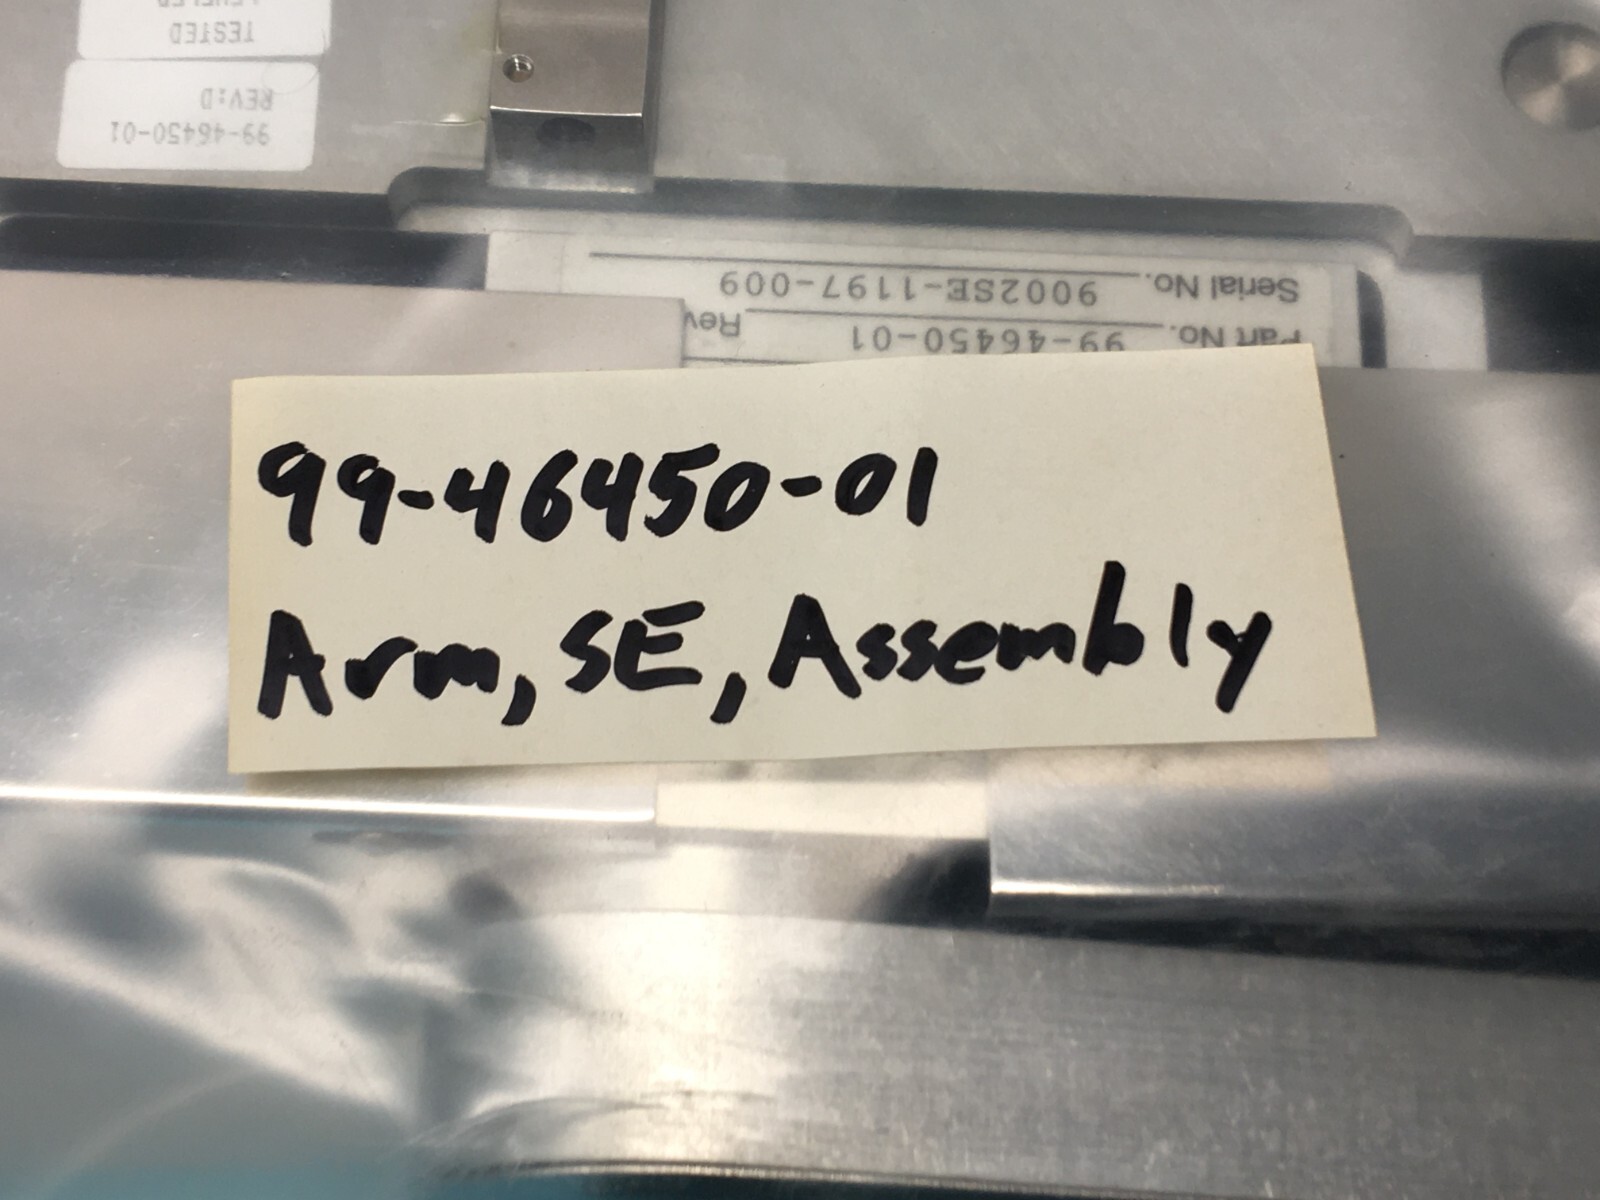 LEVELED
TESTED
99-46450-01
REV:D
Part No. 99-46450-01 Rev
Serial No. 9002SE-1197-009
99-46450-01
Arm, SE, Assembly